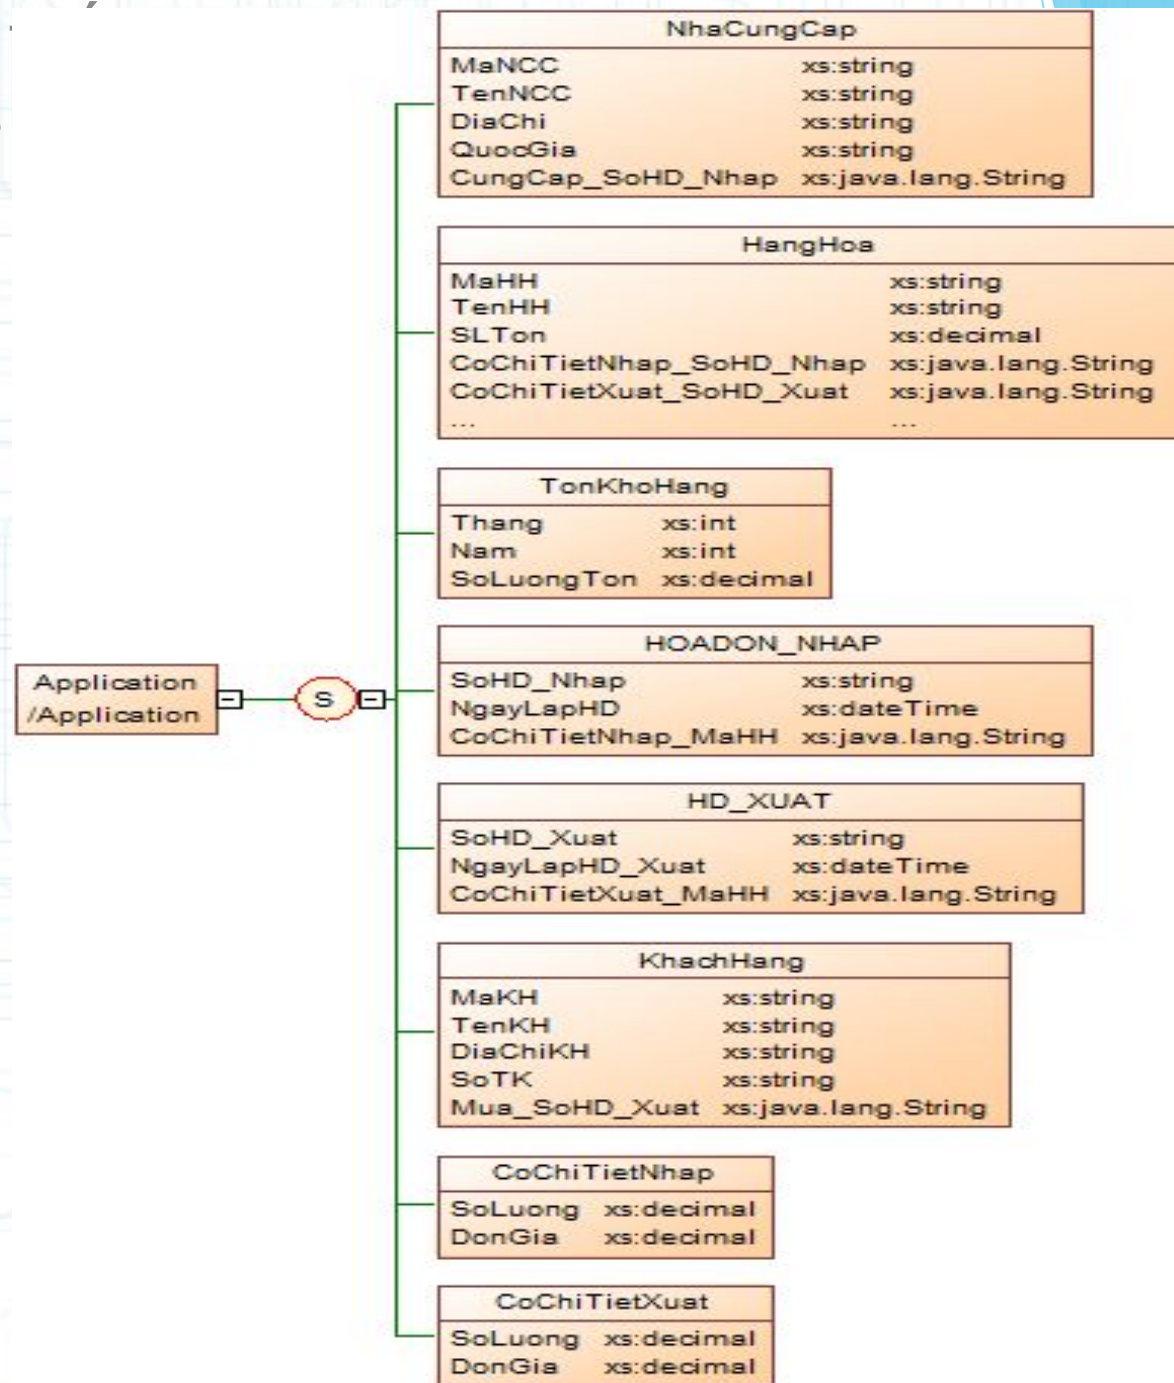 NhaCungCap
MaNCC xs:string
TenNCC xs:string
DiaChi xs:string
QuocGia xs:string
CungCap_SoHD_Nhap xs:java.lang.String
HangHoa
MaHH xs:string
TenHH xs:string
SLTon xs:decimal
CoChiTietNhap_SoHD_Nhap xs:java.lang.String
CoChiTietXuat_SoHD_Xuat xs:java.lang.String
... ...
TonKhoHang
Thang xs:int
Nam xs:int
SoLuongTon xs:decimal
Application
/Application
S
HOADON_NHAP
SoHD_Nhap xs:string
NgayLapHD xs:dateTime
CoChiTietNhap_MaHH xs:java.lang.String
HD_XUAT
SoHD_Xuat xs:string
NgayLapHD_Xuat xs:dateTime
CoChiTietXuat_MaHH xs:java.lang.String
KhachHang
MaKH xs:string
TenKH xs:string
DiaChiKH xs:string
SoTK xs:string
Mua_SoHD_Xuat xs:java.lang.String
CoChiTietNhap
SoLuong xs:decimal
DonGia xs:decimal
CoChiTietXuat
SoLuong xs:decimal
DonGia xs:decimal